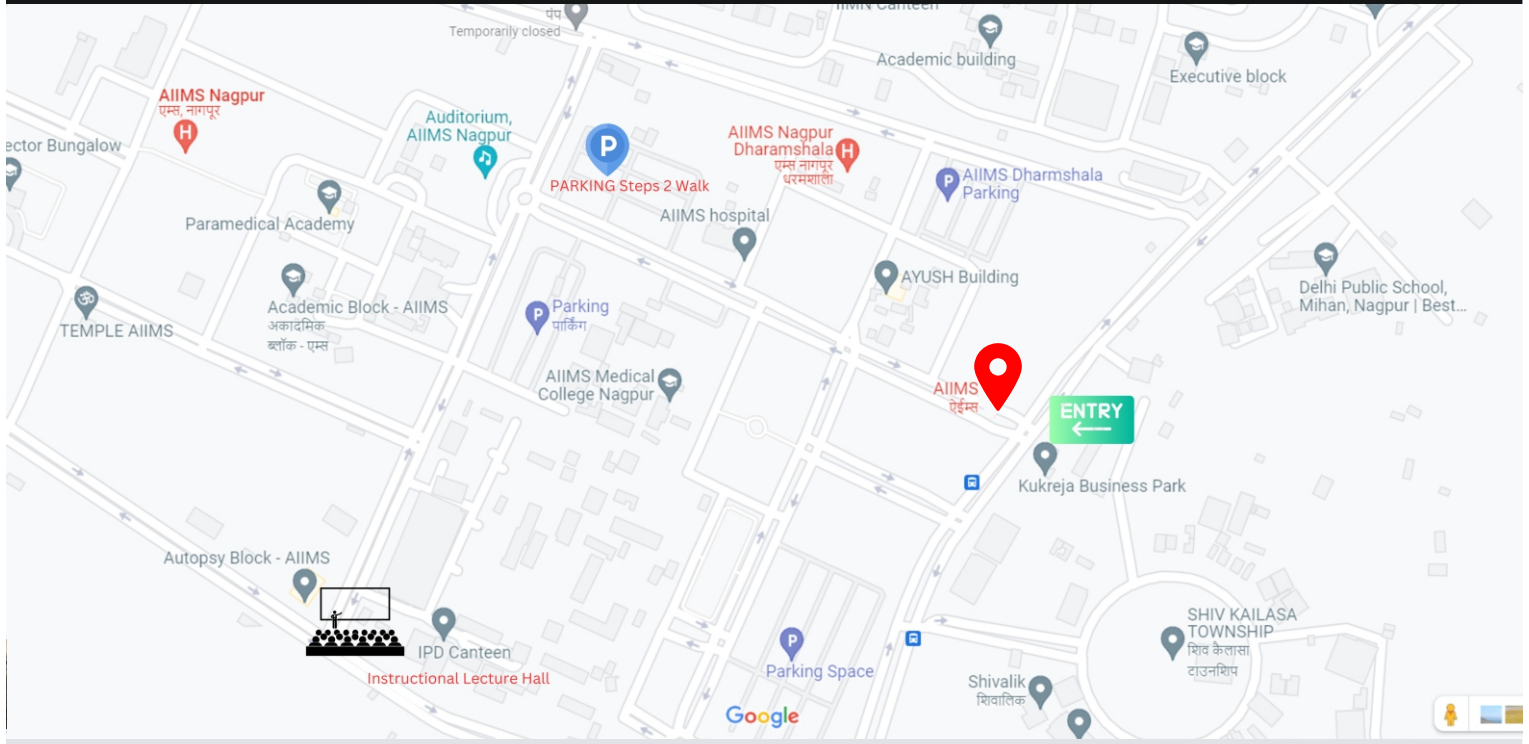 पंप
Temporarily closed
IIMN Canteen
Academic building
Executive block
AIIMS Nagpur
एम्स, नागपूर
Auditorium,
AIIMS Nagpur
ector Bungalow
P
PARKING Steps 2 Walk
AIIMS Nagpur
Dharamshala
एम्स नागपूर
धरमशाला
H
H
P
AIIMS Dharmshala
Parking
Paramedical Academy
AIIMS hospital
AYUSH Building
Delhi Public School,
Mihan, Nagpur | Best...
ॐ
TEMPLE AIIMS
Academic Block - AIIMS
अकादमिक
ब्लॉक - एम्स
P
Parking
पार्किंग
AIIMS Medical
College Nagpur
AIIMS
ऐईम्स
ENTRY
Kukreja Business Park
Autopsy Block - AIIMS
IPD Canteen
Instructional Lecture Hall
P
Parking Space
SHIV KAILASA
TOWNSHIP
शिव कैलासा
टाउनशिप
Shivalik
शिवालिक
Google